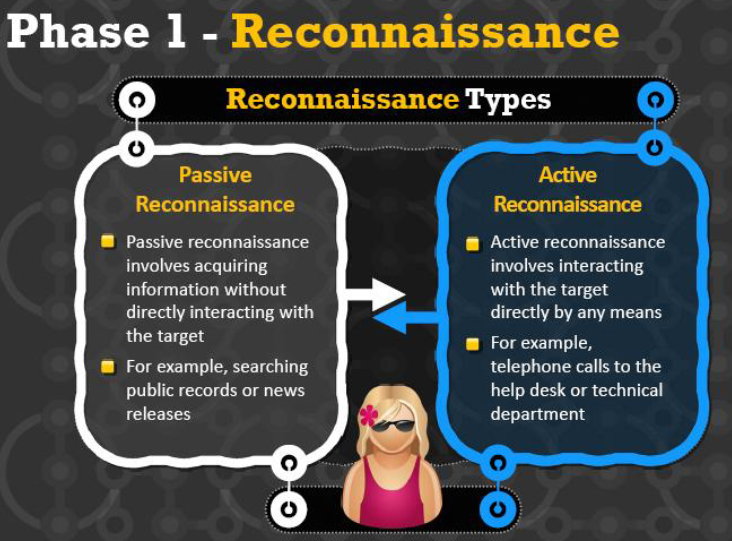 Phase 1 - Reconnaissance
Reconnaissance Types
Passive
Reconnaissance
Passive reconnaissance
involves acquiring
information without
directly interacting with
the target
For example, searching
public records or news
releases
Active
Reconnaissance
Active reconnaissance
involves interacting
with the target
directly by any means
For example,
telephone calls to the
help desk or technical
department